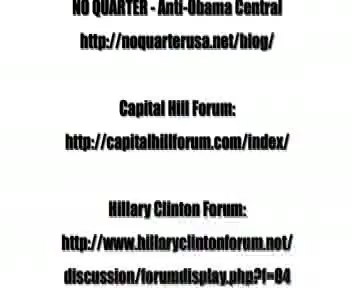 NO QUARTER - Anti-Obama Central
http://noquarterusa.net/blog/
Capital Hill Forum:
http://capitalhillforum.com/index/
Hillary Clinton Forum:
http://www.hillaryclintonforum.net/
discussion/forumdisplay.php?f=84